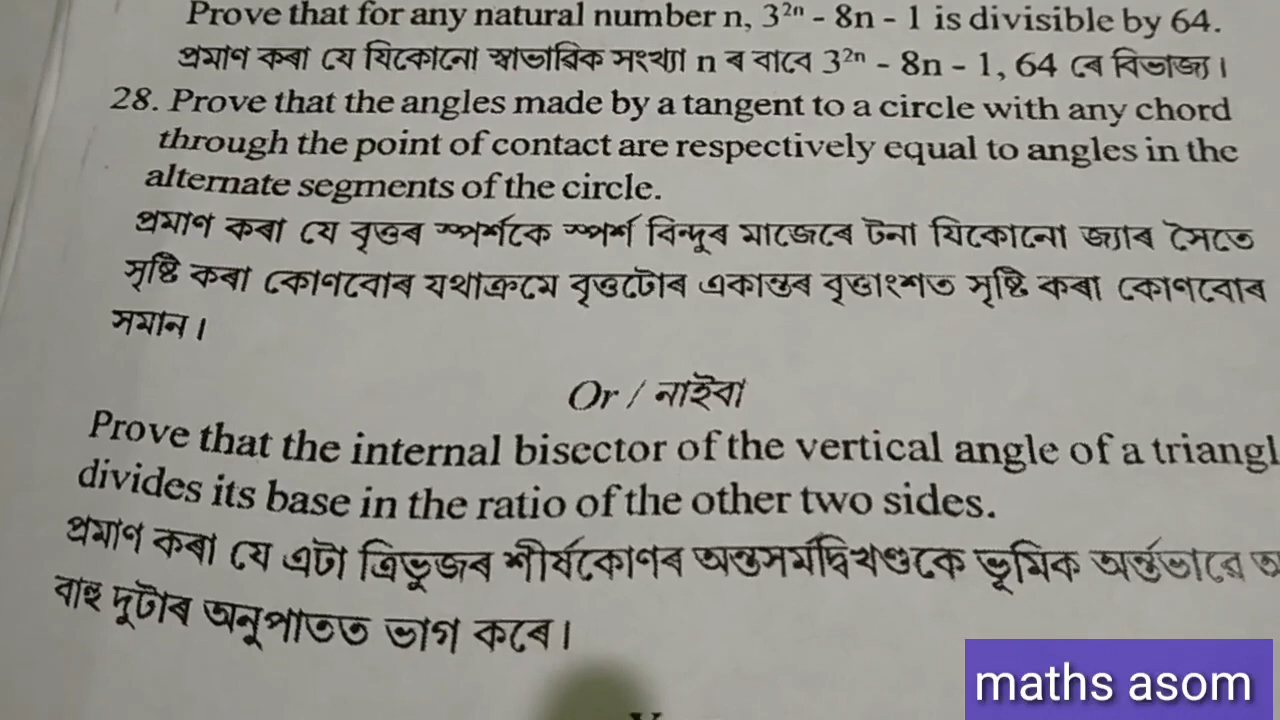 Prove that for any natural number n, 3²ⁿ - 8n - 1 is divisible by 64.
প্ৰমাণ কৰা যে যিকোনো স্বাভাৱিক সংখ্যা n ৰ বাবে 3²ⁿ - 8n - 1, 64 ৰে বিভাজ্য।
28. Prove that the angles made by a tangent to a circle with any chord
through the point of contact are respectively equal to angles in the
alternate segments of the circle.
প্ৰমাণ কৰা যে বৃত্তৰ স্পৰ্শকে স্পৰ্শ বিন্দুৰ মাজেৰে টনা যিকোনো জ্যাৰ সৈতে
সৃষ্টি কৰা কোণবোৰ যথাক্ৰমে বৃত্তটোৰ একান্তৰ বৃত্তাংশত সৃষ্টি কৰা কোণবোৰ
সমান।
Or / নাইবা
Prove that the internal bisector of the vertical angle of a triangl
divides its base in the ratio of the other two sides.
প্ৰমাণ কৰা যে এটা ত্ৰিভুজৰ শীৰ্ষকোণৰ অন্তসমদ্বিখণ্ডকে ভূমিক অৰ্ন্তভাৱে
বাহু দুটাৰ অনুপাতত ভাগ কৰে।
maths asom